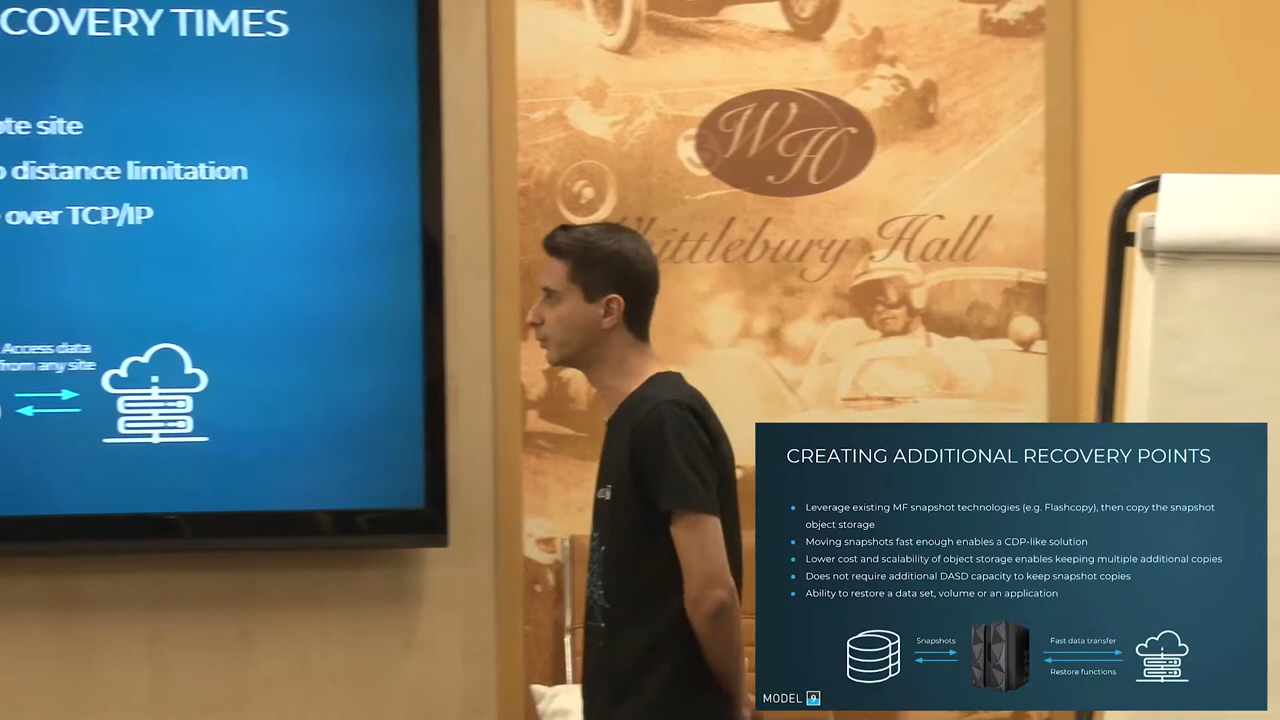 COVERY TIMES
ote site
distance limitation
over TCP/IP
Access data
from any site
WH
Whittlebury Hall
CREATING ADDITIONAL RECOVERY POINTS
Leverage existing MF snapshot technologies (e.g. Flashcopy), then copy the snapshot
object storage
Moving snapshots fast enough enables a CDP-like solution
Lower cost and scalability of object storage enables keeping multiple additional copies
Does not require additional DASD capacity to keep snapshot copies
Ability to restore a data set, volume or an application
Snapshots
Fast data transfer
Restore functions
MODEL 9